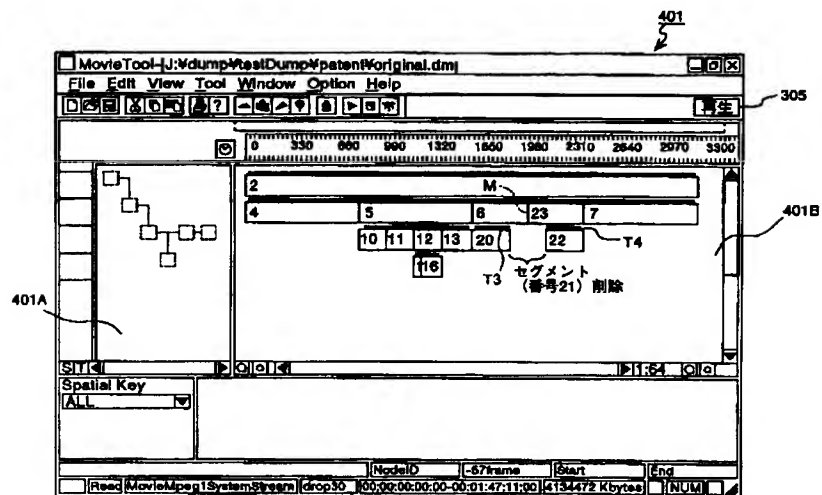 401
MovieTool-[J:¥dump¥testDump¥patent¥original.dm
File Edit View Tool Window Option Help
再生
305
0 330 660 990 1320 1650 1980 2310 2640 2970 3300
2
M
4 5 6 23 7
401B
10 11 12 13 20 22 T4
T3 セグメント
(番号21) 削除
116
401A
S T 1:64
Spatial Key
ALL
NodeID -67frame Start End
Read MovieMpeg1SystemStream drop30 00;00:00:00:00-00:01:47:11;00 4134472 Kbytes NUM